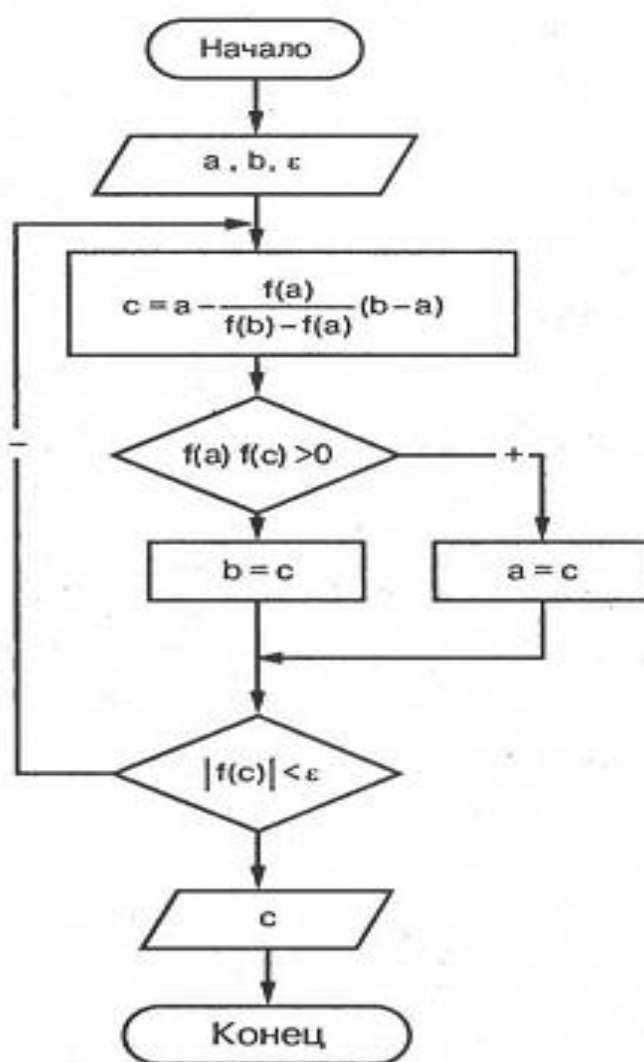 Начало
a , b, ε
c = a - f(a) / f(b) - f(a) (b - a)
f(a) f(c) >0
+
-
b = c
a = c
|f(c)| < ε
c
Конец